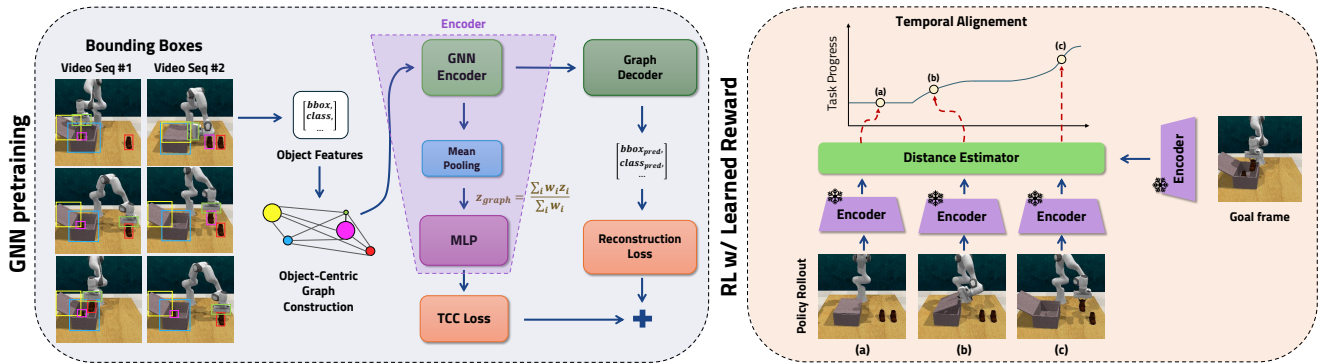 GNN pretraining
Bounding Boxes
Video Seq #1
Video Seq #2
[bbox,
class,
...]
Object Features
Object-Centric
Graph
Construction
Encoder
GNN
Encoder
Mean
Pooling
z_graph = ∑_i w_i z_i / ∑_i w_i
MLP
TCC Loss
Graph
Decoder
[bbox_pred,
class_pred,
...]
Reconstruction
Loss
+
RL w/ Learned Reward
Temporal Alignement
Task Progress
(a)
(b)
(c)
Distance Estimator
Encoder
Encoder
Encoder
Encoder
Goal frame
Policy Rollout
(a)
(b)
(c)